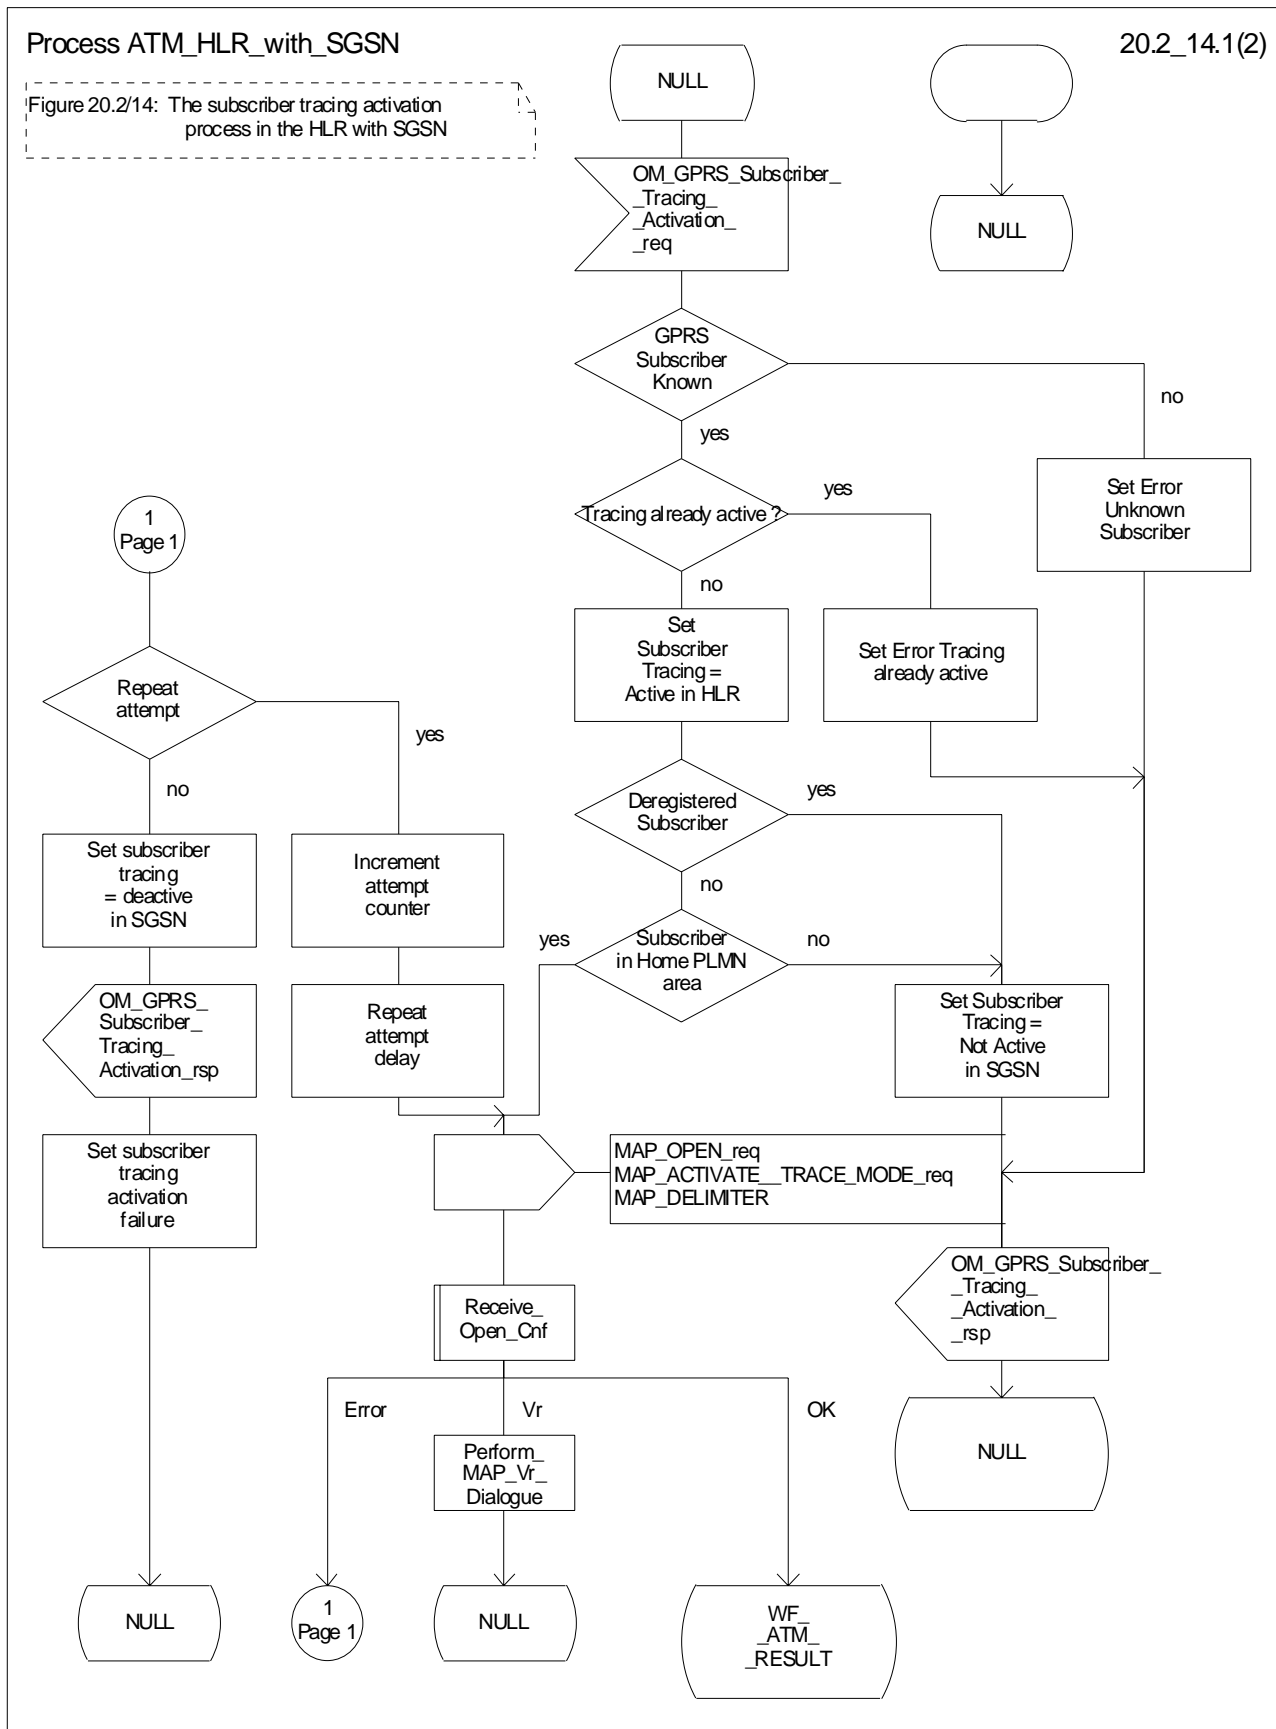 Process ATM_HLR_with_SGSN
20.2_14.1(2)
Figure 20.2/14: The subscriber tracing activation
process in the HLR with SGSN
NULL
OM_GPRS_Subscriber_
_Tracing_
_Activation_
_req
NULL
GPRS
Subscriber
Known
no
yes
Tracing already active ?
yes
Set Error
Unknown
Subscriber
1
Page 1
no
Set
Subscriber
Tracing =
Active in HLR
Set Error Tracing
already active
Repeat
attempt
yes
no
Deregistered
Subscriber
yes
no
Set subscriber
tracing
= deactive
in SGSN
Increment
attempt
counter
yes
Subscriber
in Home PLMN
area
no
OM_GPRS_
Subscriber_
Tracing_
Activation_rsp
Repeat
attempt
delay
Set Subscriber
Tracing =
Not Active
in SGSN
Set subscriber
tracing
activation
failure
MAP_OPEN_req
MAP_ACTIVATE__TRACE_MODE_req
MAP_DELIMITER
OM_GPRS_Subscriber_
_Tracing_
_Activation_
_rsp
Receive_
Open_Cnf
Error
Vr
OK
Perform_
MAP_Vr_
Dialogue
NULL
NULL
1
Page 1
NULL
WF_
_ATM_
_RESULT